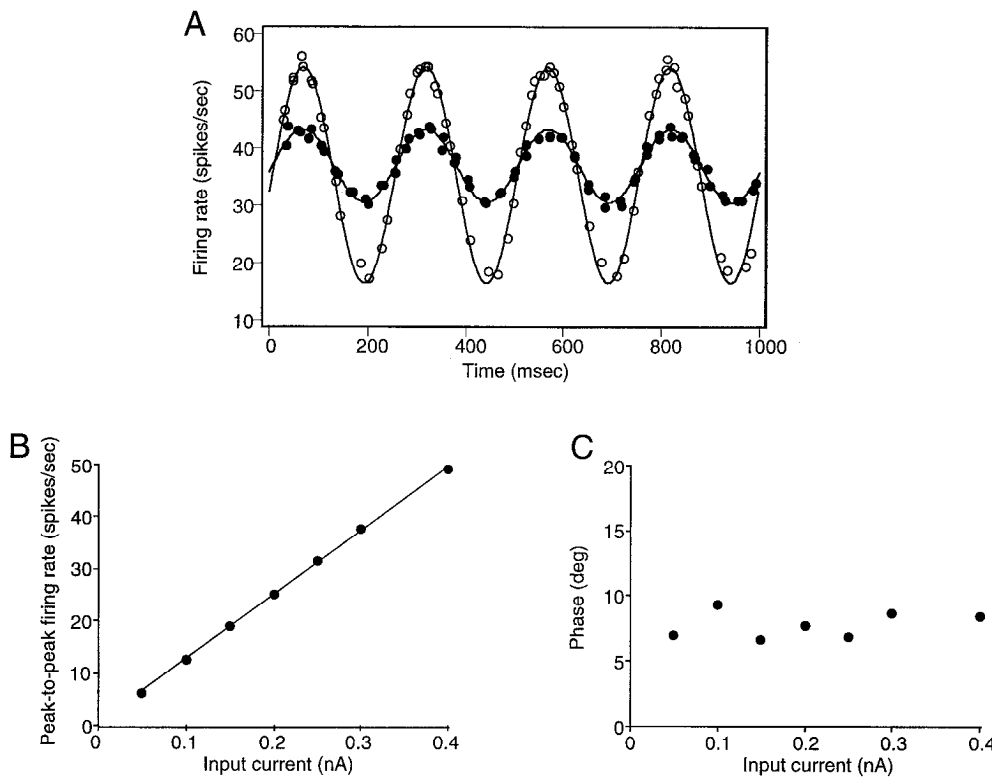 A
Firing rate (spikes/sec)
60
50
40
30
20
10
0 200 400 600 800 1000
Time (msec)
B
Peak-to-peak firing rate (spikes/sec)
50
40
30
20
10
0
0 0.1 0.2 0.3 0.4
Input current (nA)
C
Phase (deg)
20
15
10
5
0
0 0.1 0.2 0.3 0.4
Input current (nA)